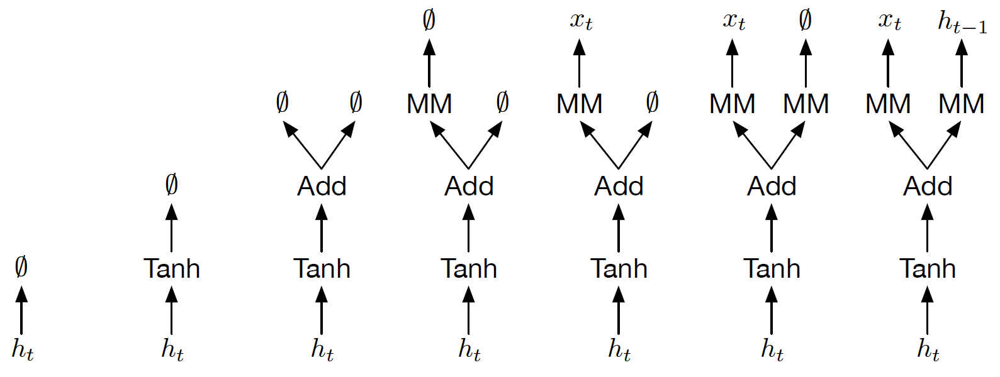 ∅ x_t x_t ∅ x_t h_{t−1}
∅ ∅ MM ∅ MM ∅ MM MM MM MM
∅ Add Add Add Add Add
∅ Tanh Tanh Tanh Tanh Tanh Tanh
h_t h_t h_t h_t h_t h_t h_t